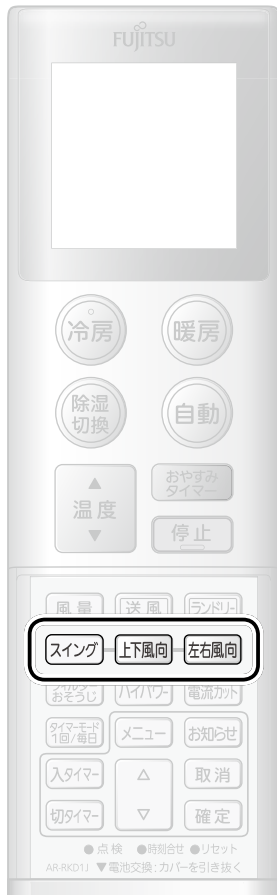 FUJITSU
冷房 暖房
除湿
切換
自動
温度
おやすみ
タイマー
停止
風量 送風 ランドリー
スイング 上下風向 左右風向
フィルター
おそうじ
ハイパワー 電流カット
タイマーモード
1回/毎日
メニュー お知らせ
入タイマー 取消
切タイマー 確定
●点検 ●時刻合せ ●リセット
AR-RKD1J ▼電池交換:カバーを引き抜く